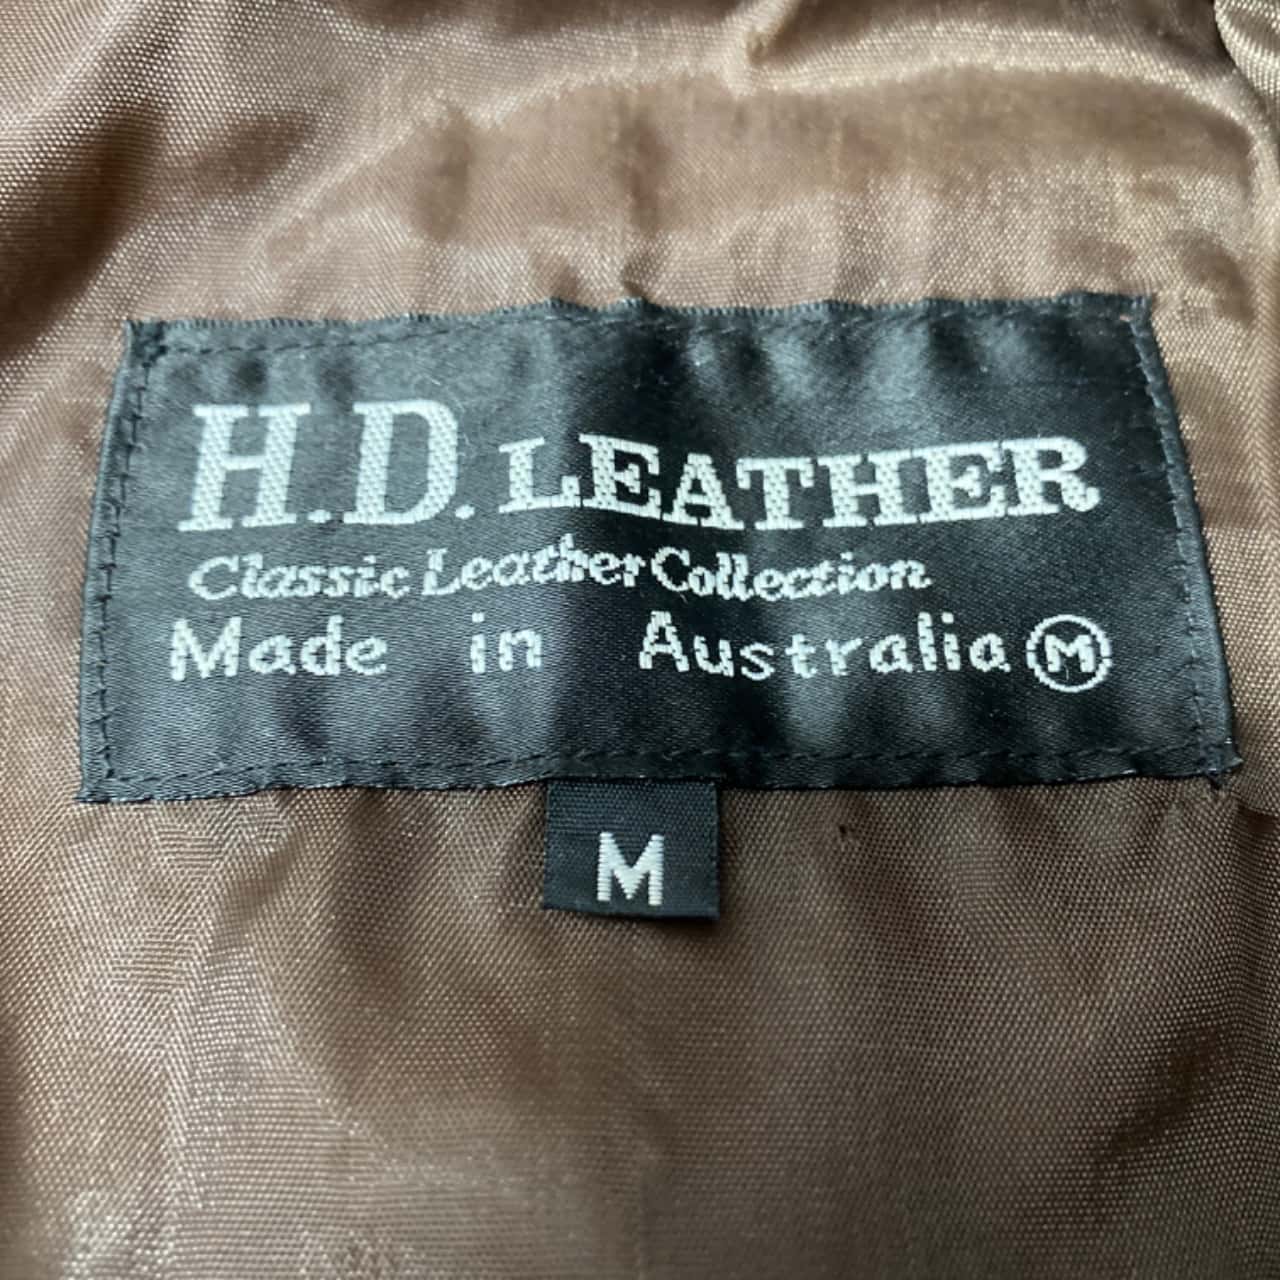 H.D. LEATHER
Classic Leather Collection
Made in Australia Ⓜ
M